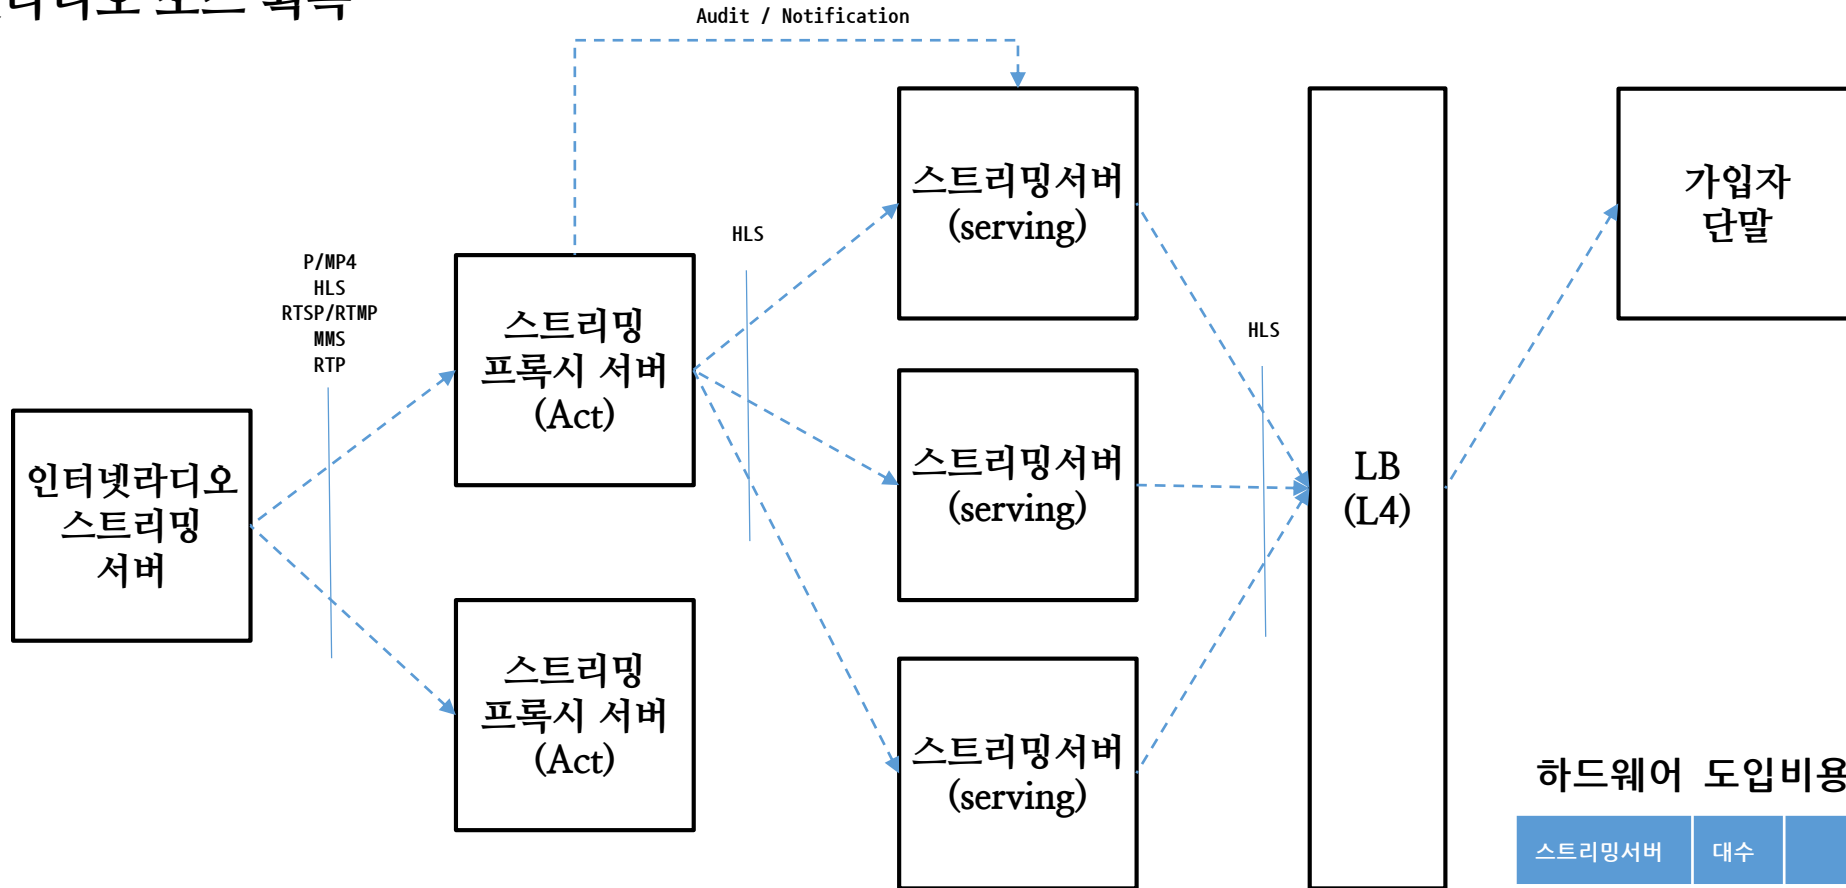 Audit / Notification
P/MP4
HLS
RTSP/RTMP
MMS
RTP
인터넷라디오
스트리밍
서버
스트리밍
프록시 서버
(Act)
스트리밍
프록시 서버
(Act)
HLS
스트리밍서버
(serving)
스트리밍서버
(serving)
스트리밍서버
(serving)
HLS
LB
(L4)
가입자
단말
하드웨어 도입비용
스트리밍서버 대수